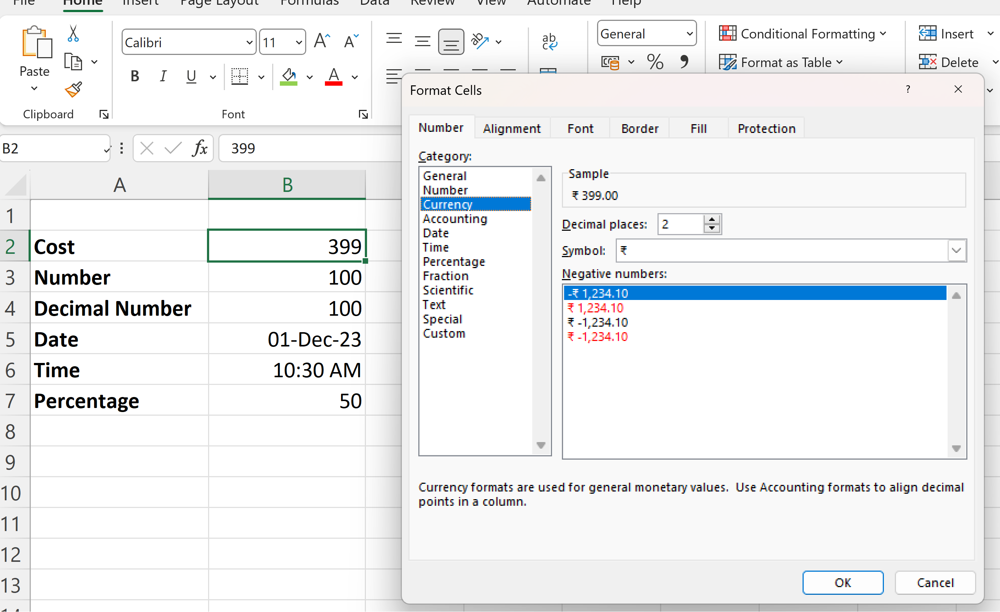 File Home Insert Page Layout Formulas Data Review View Automate Help
Calibri 11 A A ab ab General Conditional Formatting Insert
c
Paste B I U A % , Format as Table Delete
Clipboard Font
Format Cells ? ×
Number Alignment Font Border Fill Protection
B2 fx 399
Category:
General
Number
Currency
Accounting
Date
Time
Percentage
Fraction
Scientific
Text
Special
Custom
Sample
₹ 399.00
Decimal places: 2
Symbol: ₹
Negative numbers:
-₹ 1,234.10
₹ 1,234.10
₹ -1,234.10
₹ -1,234.10
Currency formats are used for general monetary values. Use Accounting formats to align decimal
points in a column.
OK Cancel
A B
1
2 Cost 399
3 Number 100
4 Decimal Number 100
5 Date 01-Dec-23
6 Time 10:30 AM
7 Percentage 50
8
9
10
11
12
13
14